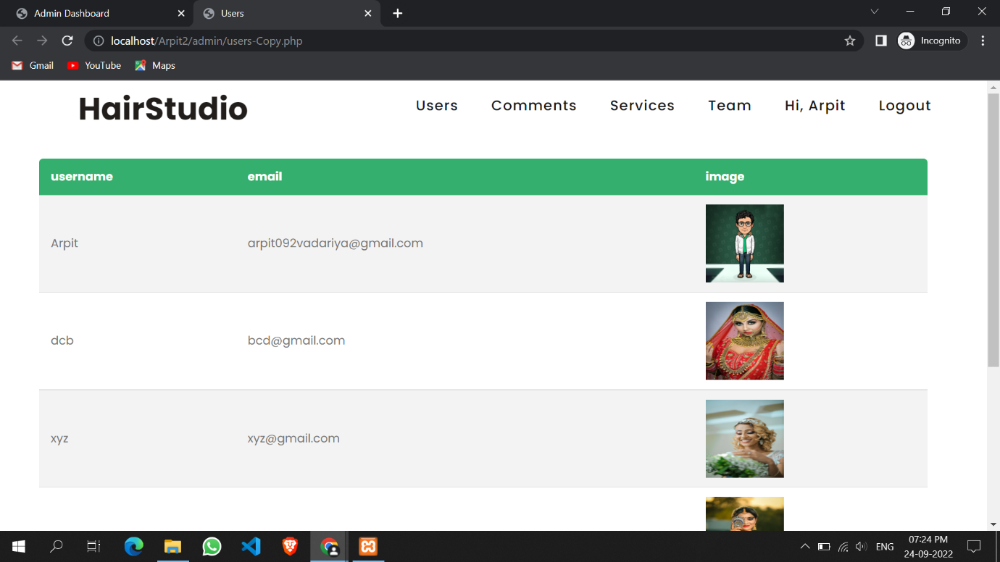 Admin Dashboard
Users
localhost/Arpit2/admin/users-Copy.php
Incognito
Gmail
YouTube
Maps
HairStudio
Users
Comments
Services
Team
Hi, Arpit
Logout
username
email
image
Arpit
arpit092vadariya@gmail.com
dcb
bcd@gmail.com
xyz
xyz@gmail.com
ENG
07:24 PM
24-09-2022